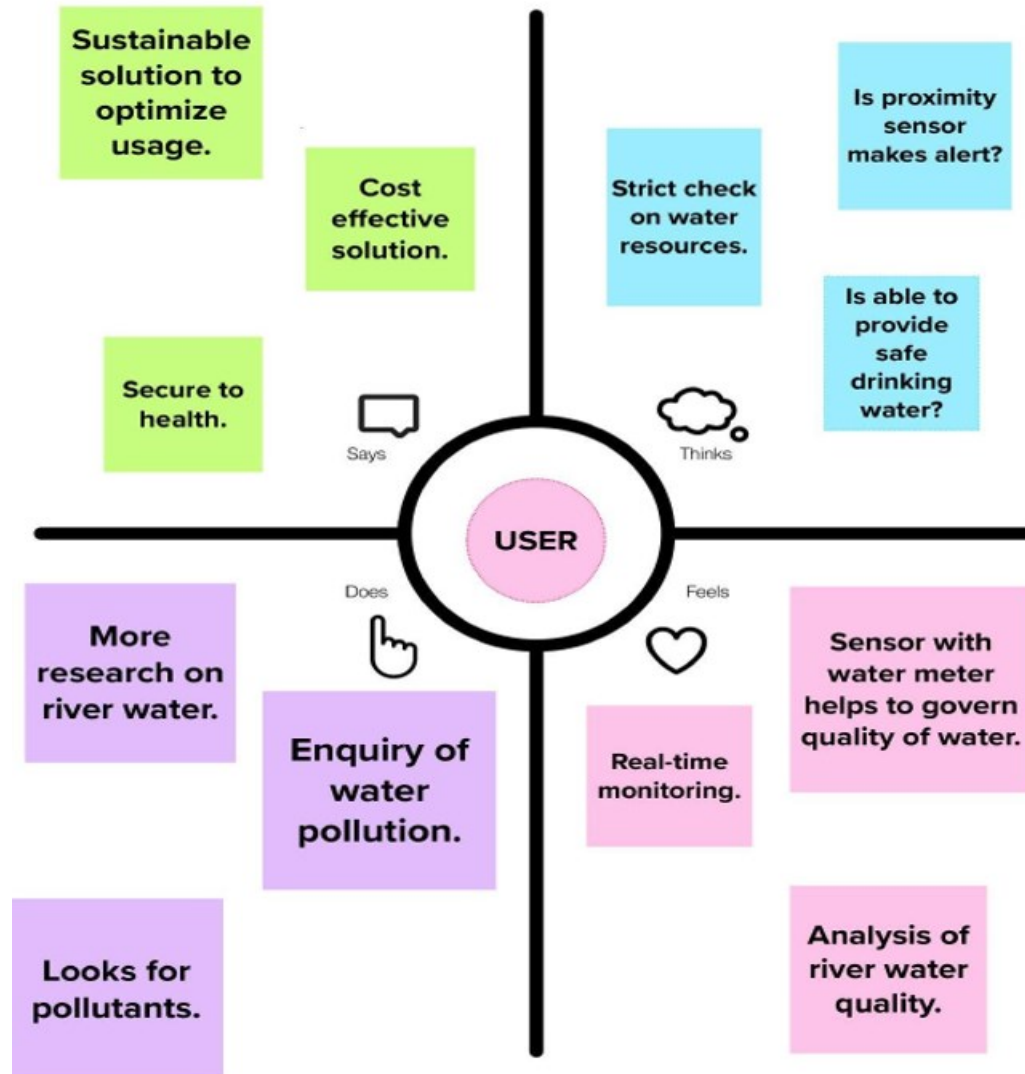 Sustainable
solution to
optimize
usage.
Cost
effective
solution.
Secure to
health.
Says
Strict check
on water
resources.
Is proximity
sensor
makes alert?
Is able to
provide
safe
drinking
water?
Thinks
USER
Does
More
research on
river water.
Enquiry of
water
pollution.
Looks for
pollutants.
Feels
Sensor with
water meter
helps to govern
quality of water.
Real-time
monitoring.
Analysis of
river water
quality.